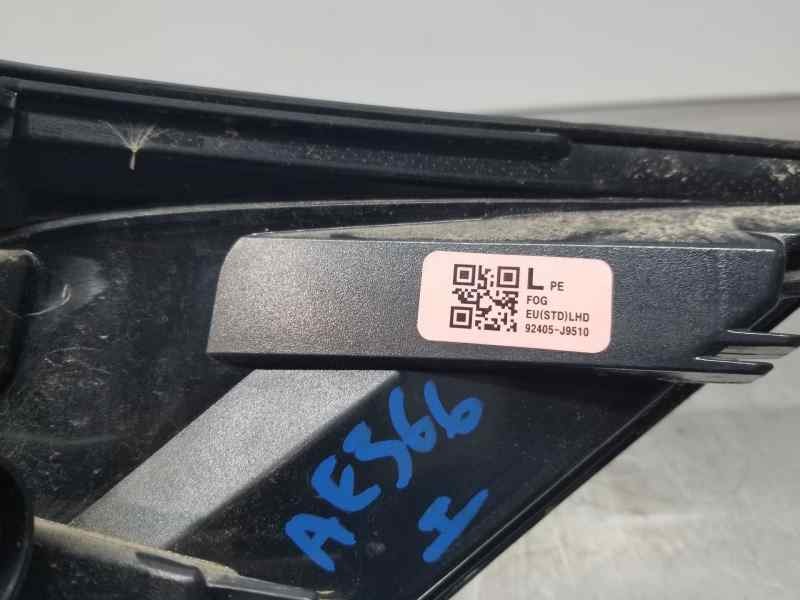 L PE
FOG
EU(STD)LHD
92405-J9510
AE366
I